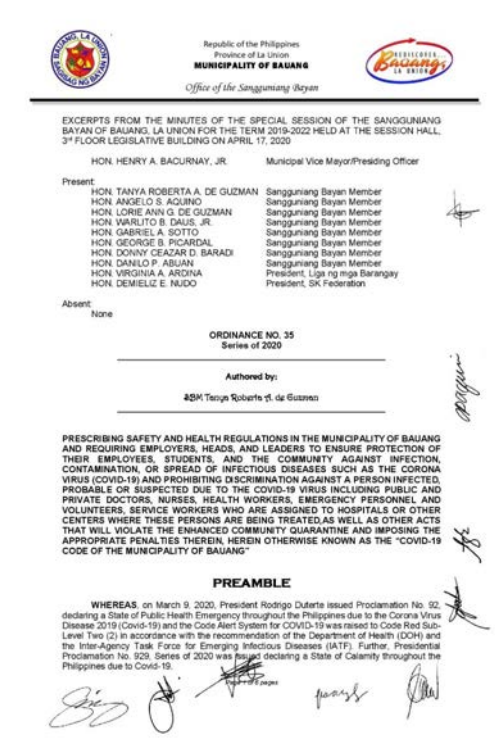 BAUANG, LA UNION
SAGISAG NG BAYAN
Republic of the Philippines
Province of La Union
MUNICIPALITY OF BAUANG
Office of the Sangguniang Bayan
REDISCOVER
Bauang
LA UNION
EXCERPTS FROM THE MINUTES OF THE SPECIAL SESSION OF THE SANGGUNIANG
BAYAN OF BAUANG, LA UNION FOR THE TERM 2019-2022 HELD AT THE SESSION HALL,
3rd FLOOR LEGISLATIVE BUILDING ON APRIL 17, 2020
HON. HENRY A. BACURNAY, JR. Municipal Vice Mayor/Presiding Officer
Present:
HON. TANYA ROBERTA A. DE GUZMAN Sangguniang Bayan Member
HON. ANGELO S. AQUINO Sangguniang Bayan Member
HON. LORIE ANN G. DE GUZMAN Sangguniang Bayan Member
HON. WARLITO B. DAUS, JR. Sangguniang Bayan Member
HON. GABRIEL A. SOTTO Sangguniang Bayan Member
HON. GEORGE B. PICARDAL Sangguniang Bayan Member
HON. DONNY CEAZAR D. BARADI Sangguniang Bayan Member
HON. DANILO P. ABUAN Sangguniang Bayan Member
HON. VIRGINIA A. ARDINA President, Liga ng mga Barangay
HON. DEMIELIZ E. NUDO President, SK Federation
Absent:
None
ORDINANCE NO. 35
Series of 2020
Authored by:
SBM Tanya Roberta A. de Guzman
PRESCRIBING SAFETY AND HEALTH REGULATIONS IN THE MUNICIPALITY OF BAUANG
AND REQUIRING EMPLOYERS, HEADS, AND LEADERS TO ENSURE PROTECTION OF
THEIR EMPLOYEES, STUDENTS, AND THE COMMUNITY AGAINST INFECTION,
CONTAMINATION, OR SPREAD OF INFECTIOUS DISEASES SUCH AS THE CORONA
VIRUS (COVID-19) AND PROHIBITING DISCRIMINATION AGAINST A PERSON INFECTED,
PROBABLE OR SUSPECTED DUE TO THE COVID-19 VIRUS INCLUDING PUBLIC AND
PRIVATE DOCTORS, NURSES, HEALTH WORKERS, EMERGENCY PERSONNEL AND
VOLUNTEERS, SERVICE WORKERS WHO ARE ASSIGNED TO HOSPITALS OR OTHER
CENTERS WHERE THESE PERSONS ARE BEING TREATED,AS WELL AS OTHER ACTS
THAT WILL VIOLATE THE ENHANCED COMMUNITY QUARANTINE AND IMPOSING THE
APPROPRIATE PENALTIES THEREIN, HEREIN OTHERWISE KNOWN AS THE “COVID-19
CODE OF THE MUNICIPALITY OF BAUANG”
PREAMBLE
WHEREAS, on March 9, 2020, President Rodrigo Duterte issued Proclamation No. 92,
declaring a State of Public Health Emergency throughout the Philippines due to the Corona Virus
Disease 2019 (Covid-19) and the Code Alert System for COVID-19 was raised to Code Red Sub-
Level Two (2) in accordance with the recommendation of the Department of Health (DOH) and
the Inter-Agency Task Force for Emerging Infectious Diseases (IATF). Further, Presidential
Proclamation No. 929, Series of 2020 was issued declaring a State of Calamity throughout the
Philippines due to Covid-19.
Page 1 of 6 pages